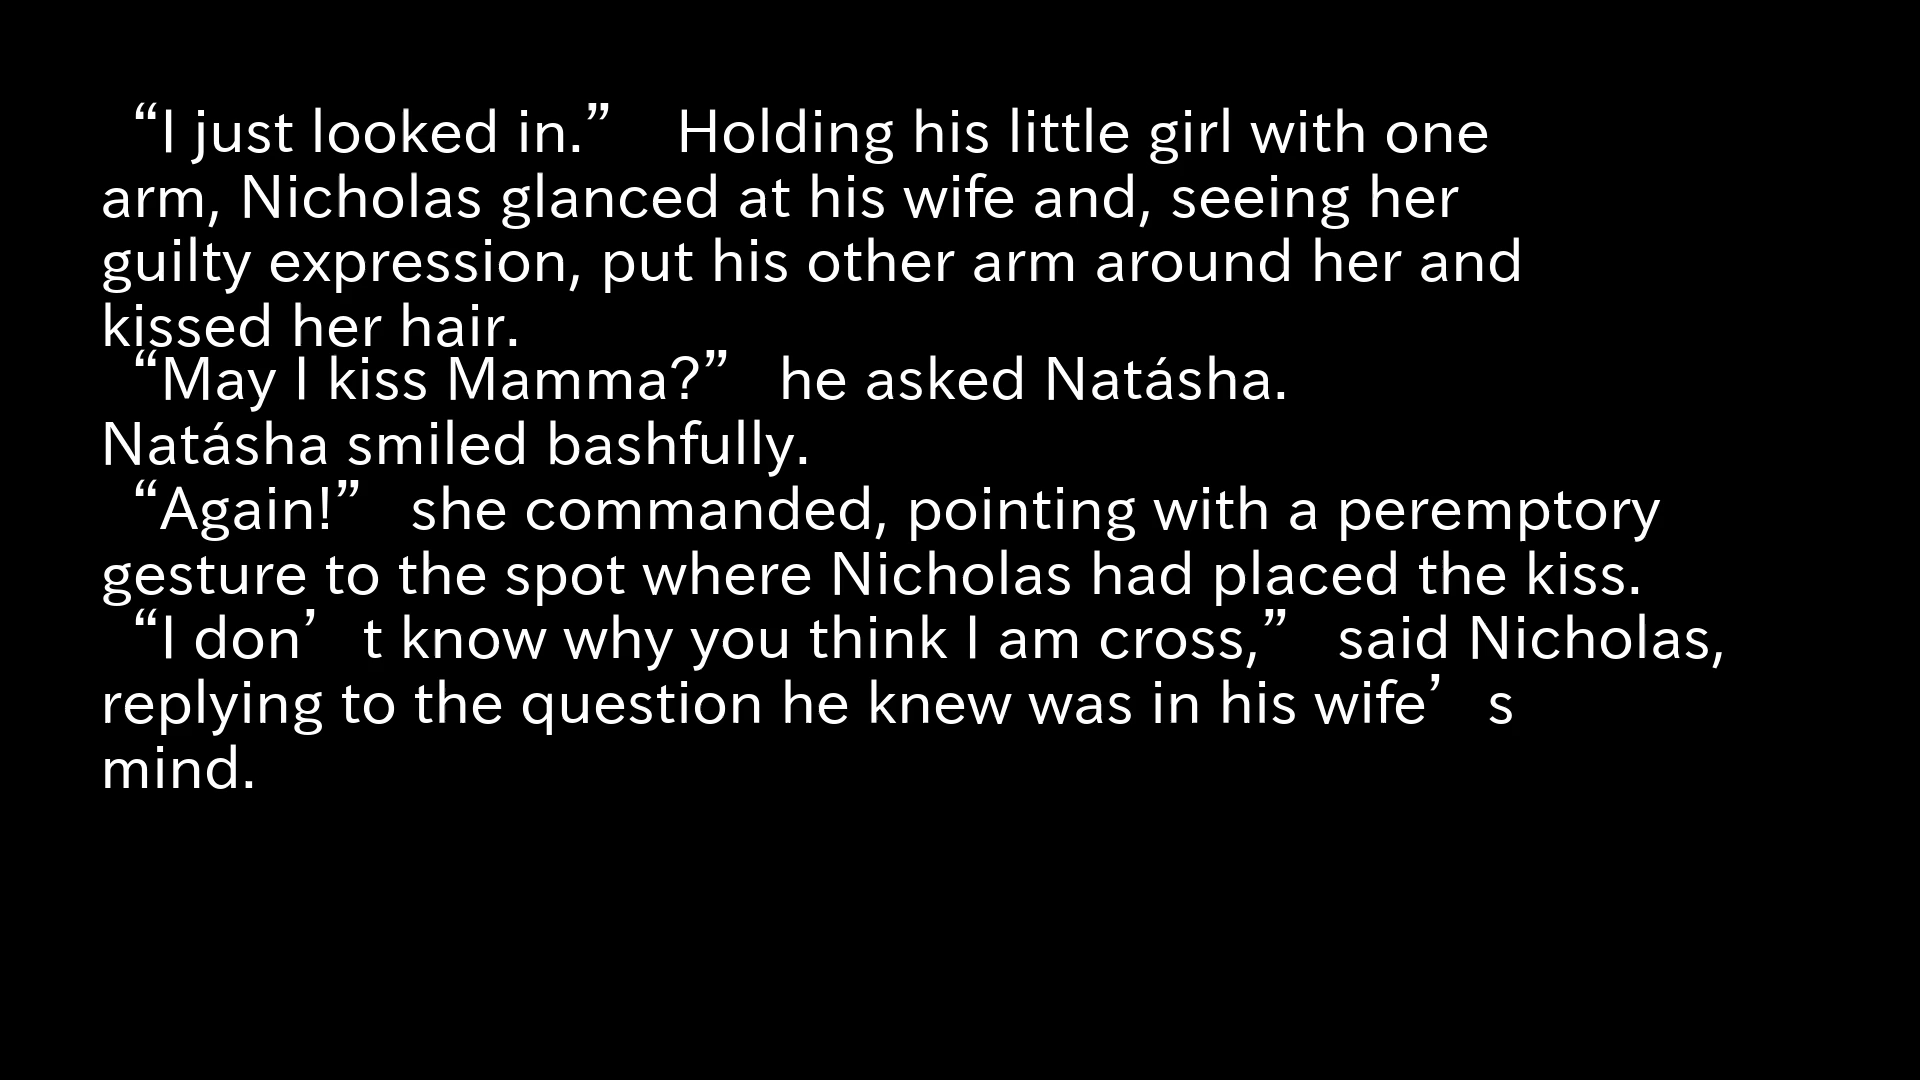 “I just looked in.” Holding his little girl with one
arm, Nicholas glanced at his wife and, seeing her
guilty expression, put his other arm around her and
kissed her hair.
“May I kiss Mamma?” he asked Natásha.
Natásha smiled bashfully.
“Again!” she commanded, pointing with a peremptory
gesture to the spot where Nicholas had placed the kiss.
“I don’t know why you think I am cross,” said Nicholas,
replying to the question he knew was in his wife’s
mind.